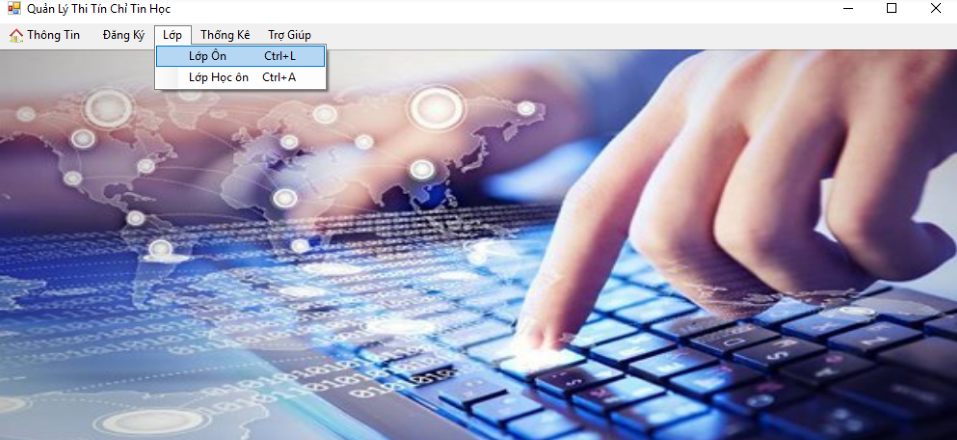 Quản Lý Thi Tín Chỉ Tin Học
Thông Tin Đăng Ký Lớp Thống Kê Trợ Giúp
Lớp Ôn Ctrl+L
Lớp Học ôn Ctrl+A